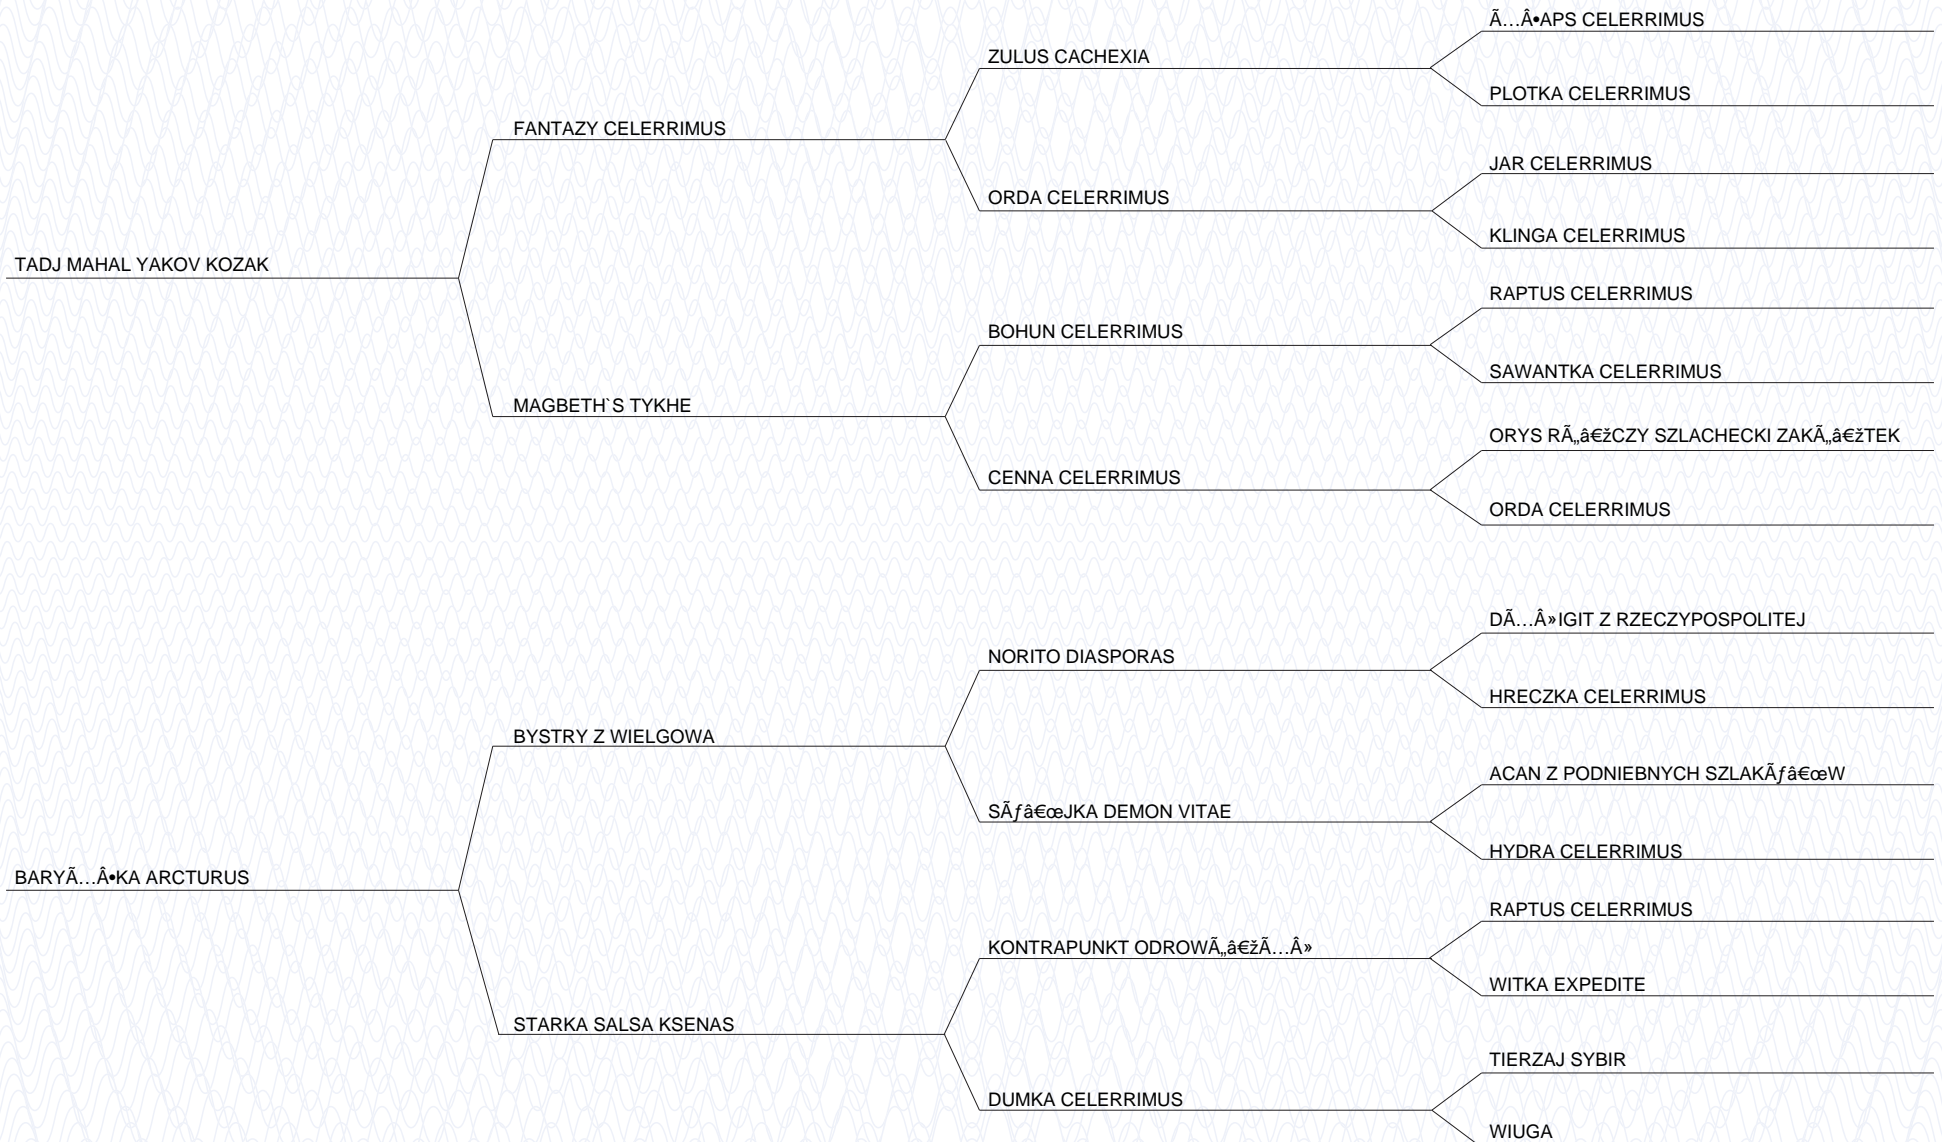 Ã…Â•APS CELERRIMUS
ZULUS CACHEXIA
PLOTKA CELERRIMUS
FANTAZY CELERRIMUS
JAR CELERRIMUS
ORDA CELERRIMUS
KLINGA CELERRIMUS
TADJ MAHAL YAKOV KOZAK
RAPTUS CELERRIMUS
BOHUN CELERRIMUS
SAWANTKA CELERRIMUS
MAGBETH`S TYKHE
ORYS RÃ„â€žCZY SZLACHECKI ZAKÃ„â€žTEK
CENNA CELERRIMUS
ORDA CELERRIMUS
DÃ…Â»IGIT Z RZECZYPOSPOLITEJ
NORITO DIASPORAS
HRECZKA CELERRIMUS
BYSTRY Z WIELGOWA
ACAN Z PODNIEBNYCH SZLAKÃƒâ€œW
SÃƒâ€œJKA DEMON VITAE
HYDRA CELERRIMUS
BARYÃ…Â•KA ARCTURUS
RAPTUS CELERRIMUS
KONTRAPUNKT ODROWÃ„â€žÃ…Â»
WITKA EXPEDITE
STARKA SALSA KSENAS
TIERZAJ SYBIR
DUMKA CELERRIMUS
WIUGA